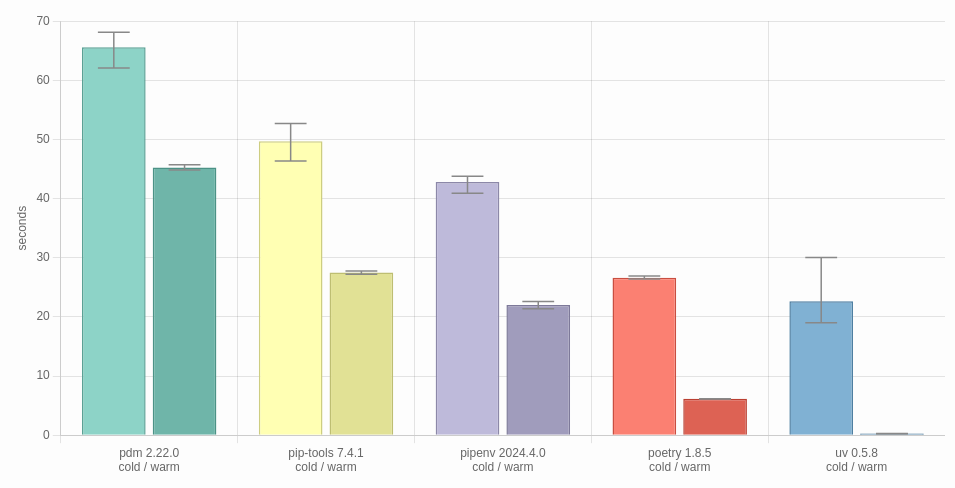 70
60
50
40
30
20
10
0
seconds
pdm 2.22.0
cold / warm
pip-tools 7.4.1
cold / warm
pipenv 2024.4.0
cold / warm
poetry 1.8.5
cold / warm
uv 0.5.8
cold / warm